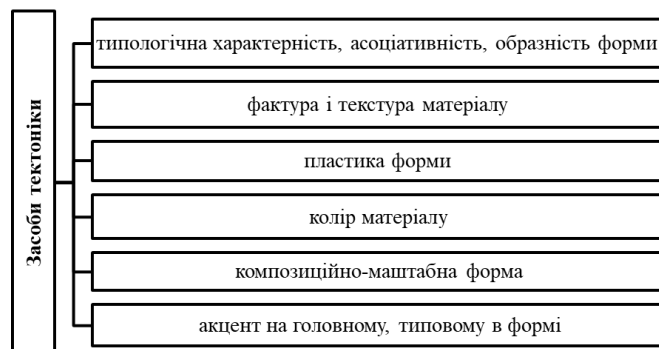 Засоби тектоніки
типологічна характерність, асоціативність, образність форми
фактура і текстура матеріалу
пластика форми
колір матеріалу
композиційно-маштабна форма
акцент на головному, типовому в формі